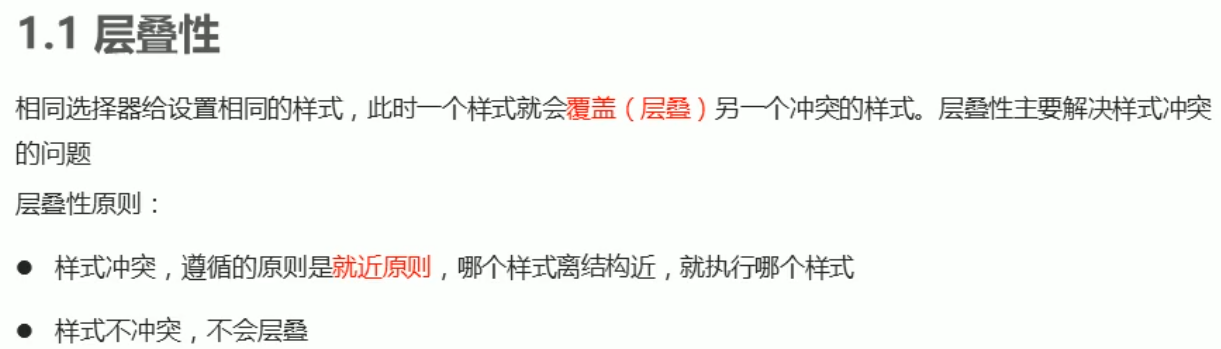 1.1 层叠性
相同选择器给设置相同的样式，此时一个样式就会覆盖（层叠）另一个冲突的样式。层叠性主要解决样式冲突
的问题
层叠性原则：
● 样式冲突，遵循的原则是就近原则，哪个样式离结构近，就执行哪个样式
● 样式不冲突，不会层叠